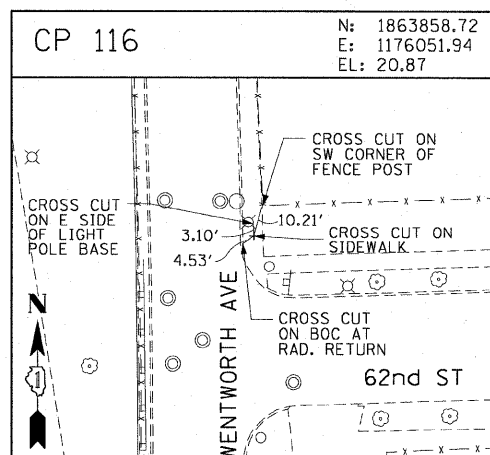 CP 116
N: 1863858.72
E: 1176051.94
EL: 20.87
CROSS CUT ON
SW CORNER OF
FENCE POST
CROSS CUT
ON E SIDE
OF LIGHT
POLE BASE
10.21'
3.10'
4.53'
CROSS CUT ON
SIDEWALK
CROSS CUT
ON BOC AT
RAD. RETURN
WENTWORTH AVE
62nd ST
N
1